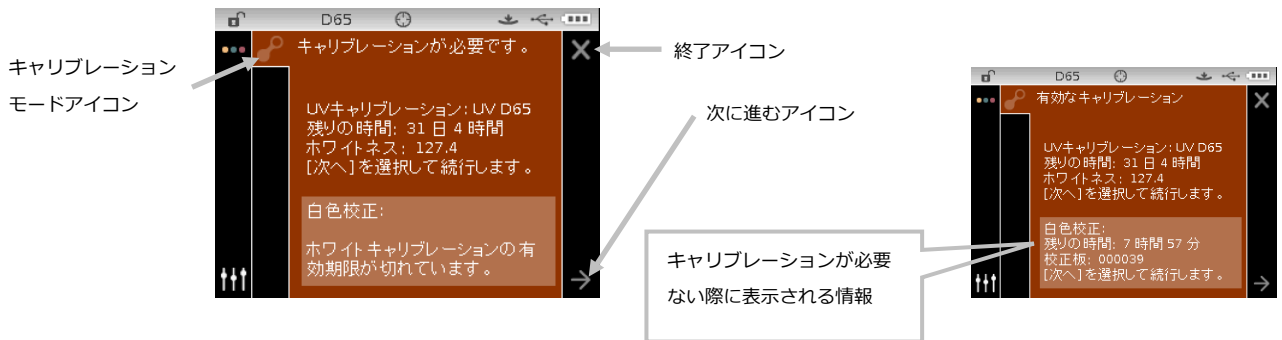 D65
キャリブレーションが必要です。
UVキャリブレーション: UV D65
残りの時間: 31 日 4 時間
ホワイトネス: 127.4
[次へ]を選択して続行します。
白色校正:
ホワイトキャリブレーションの有
効期限が切れています。
キャリブレーション
モードアイコン
終了アイコン
次に進むアイコン
キャリブレーションが必要
ない際に表示される情報
D65
有効なキャリブレーション
UVキャリブレーション: UV D65
残りの時間: 31 日 4 時間
ホワイトネス: 127.4
[次へ]を選択して続行します。
白色校正:
残りの時間: 7 時間 57 分
校正板: 000039
[次へ]を選択して続行します。